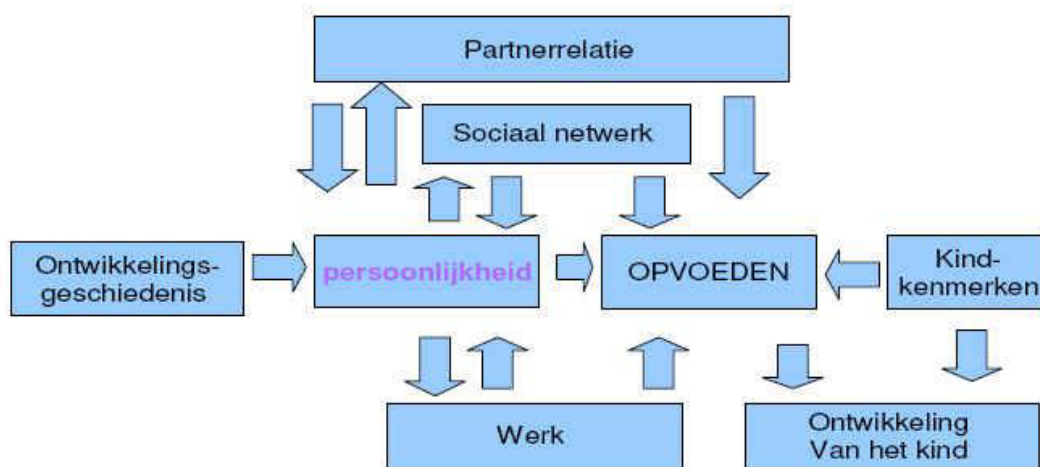 Partnerrelatie
Sociaal netwerk
Ontwikkelings-
geschiedenis
persoonlijkheid
OPVOEDEN
Kind-
kenmerken
Werk
Ontwikkeling
Van het kind